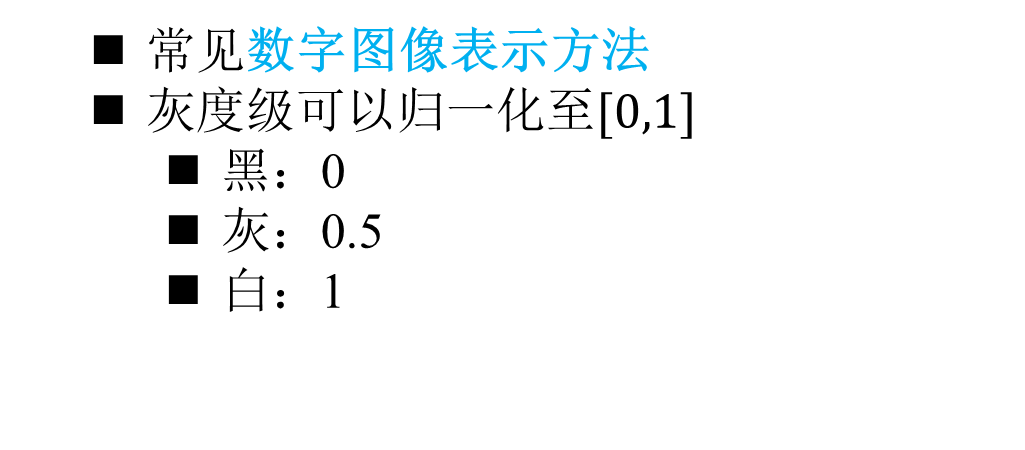 ■ 常见数字图像表示方法
■ 灰度级可以归一化至[0,1]
■ 黑：0
■ 灰：0.5
■ 白：1